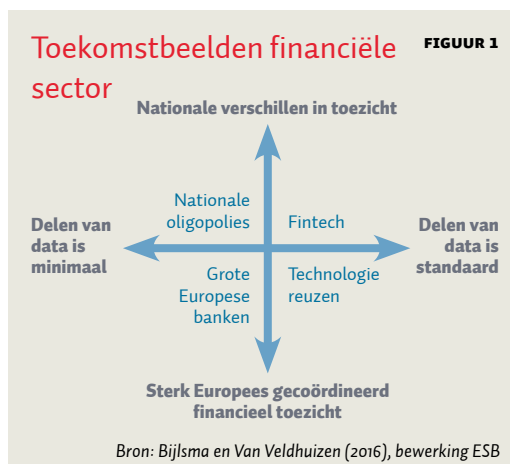 Toekomstbeelden financiële
sector
FIGUUR 1
Nationale verschillen in toezicht
Nationale
oligopolies
Fintech
Delen van
data is
minimaal
Delen van
data is
standaard
Grote
Europese
banken
Technologie
reuzen
Sterk Europees gecoördineerd
financieel toezicht
Bron: Bijlsma en Van Veldhuizen (2016), bewerking ESB